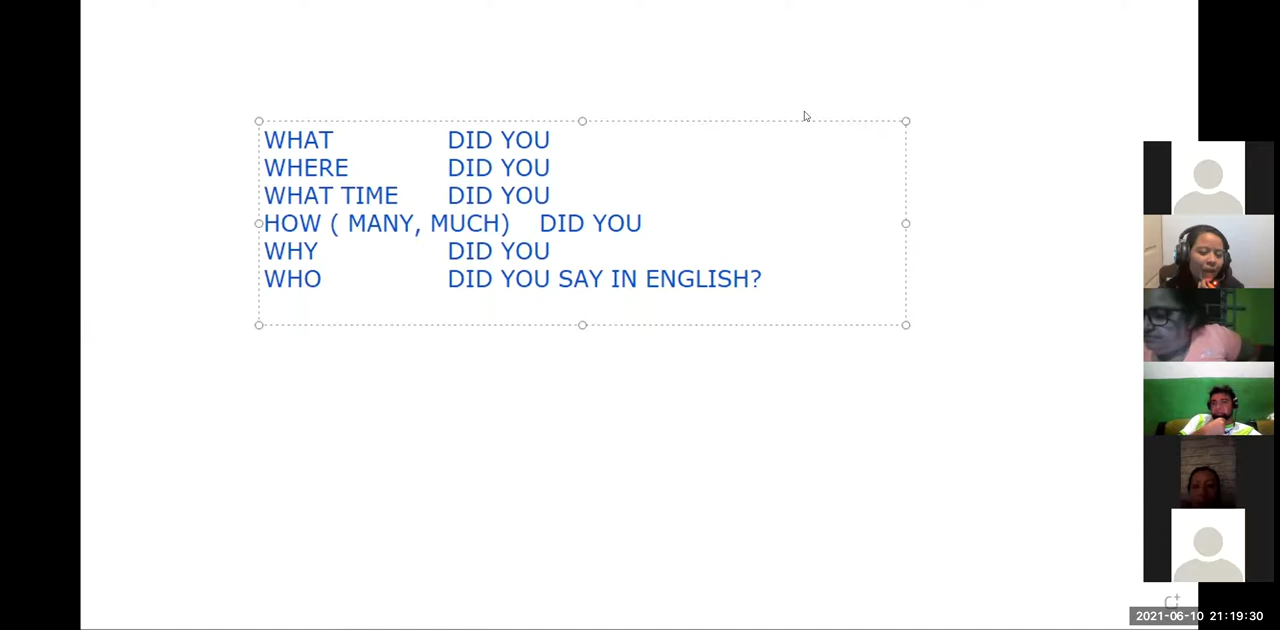 WHAT DID YOU
WHERE DID YOU
WHAT TIME DID YOU
HOW ( MANY, MUCH) DID YOU
WHY DID YOU
WHO DID YOU SAY IN ENGLISH?
2021-06-10 21:19:30